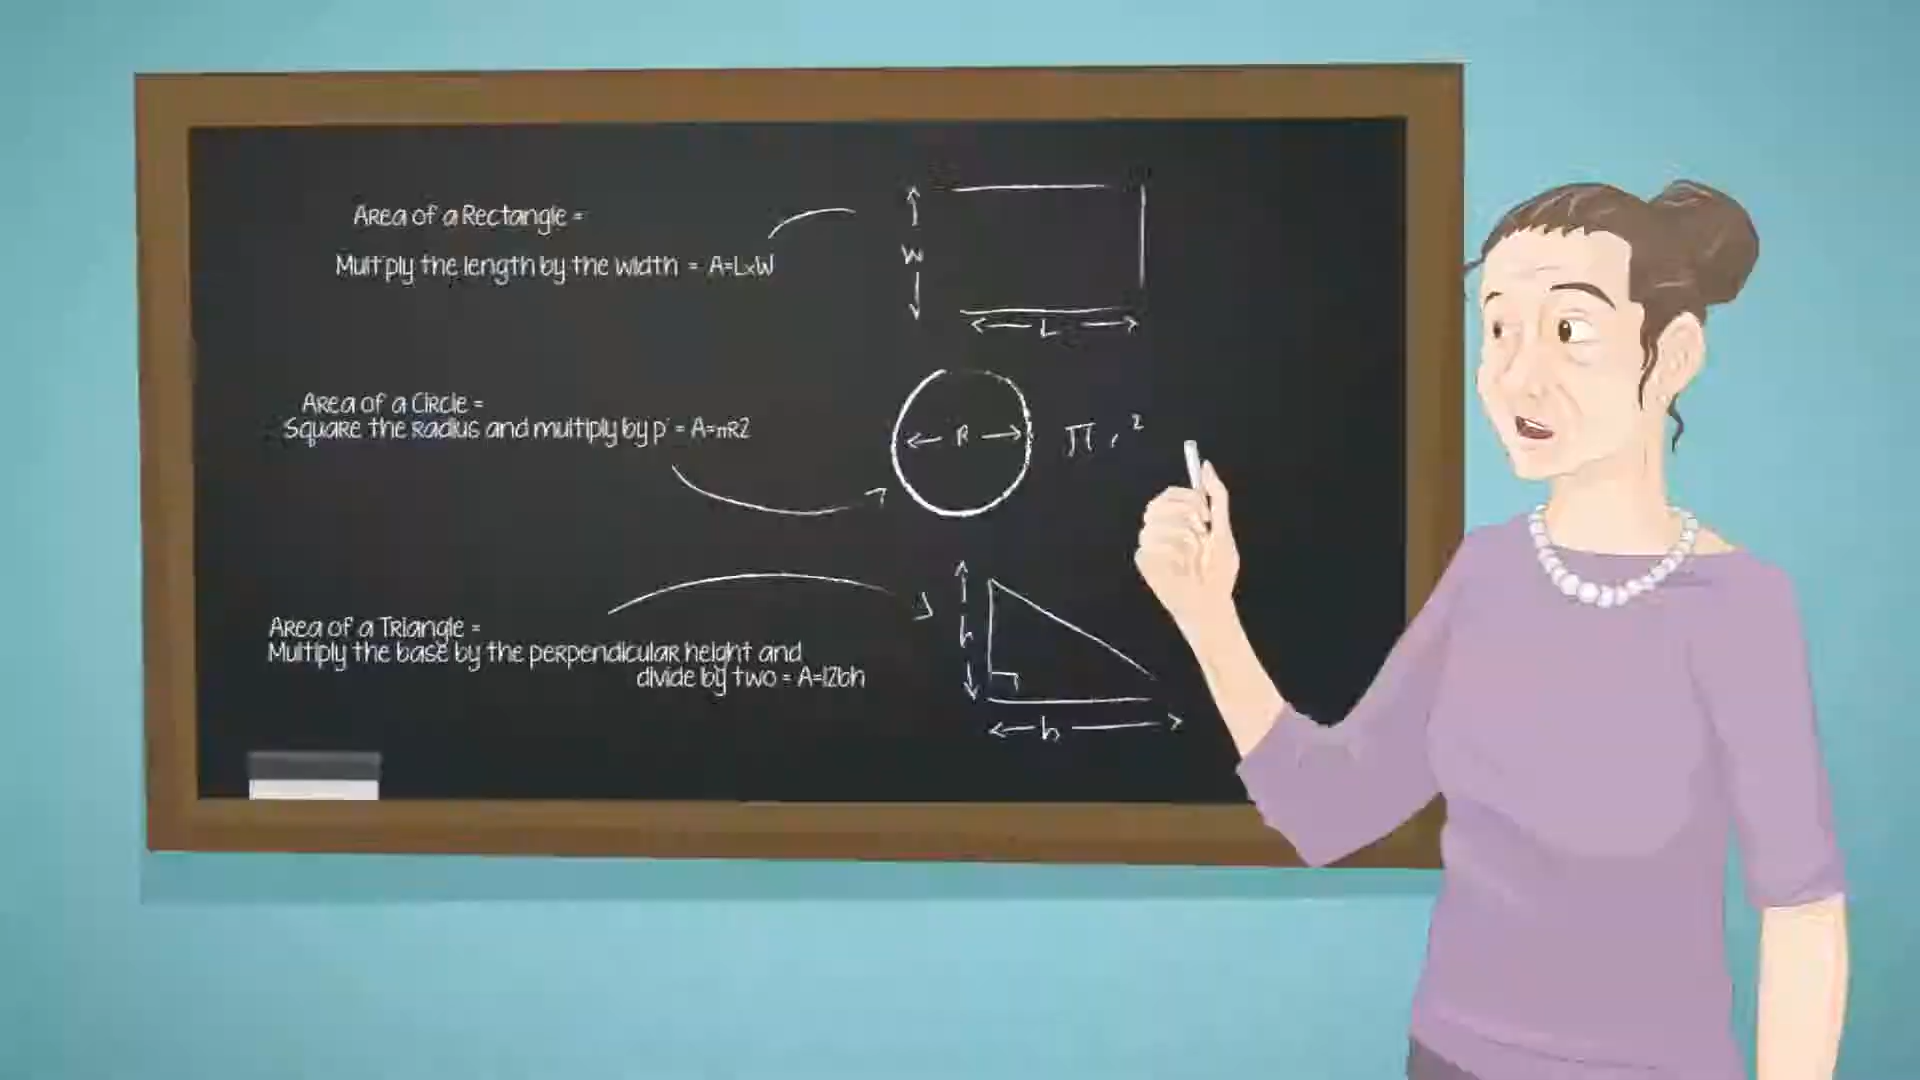 Area of a Rectangle =
Multiply the length by the width = A=LxW
W
L
Area of a Circle =
Square the radius and multiply by pi = A=πR2
R
π r ²
Area of a Triangle =
Multiply the base by the perpendicular height and
divide by two = A=12bh
h
b